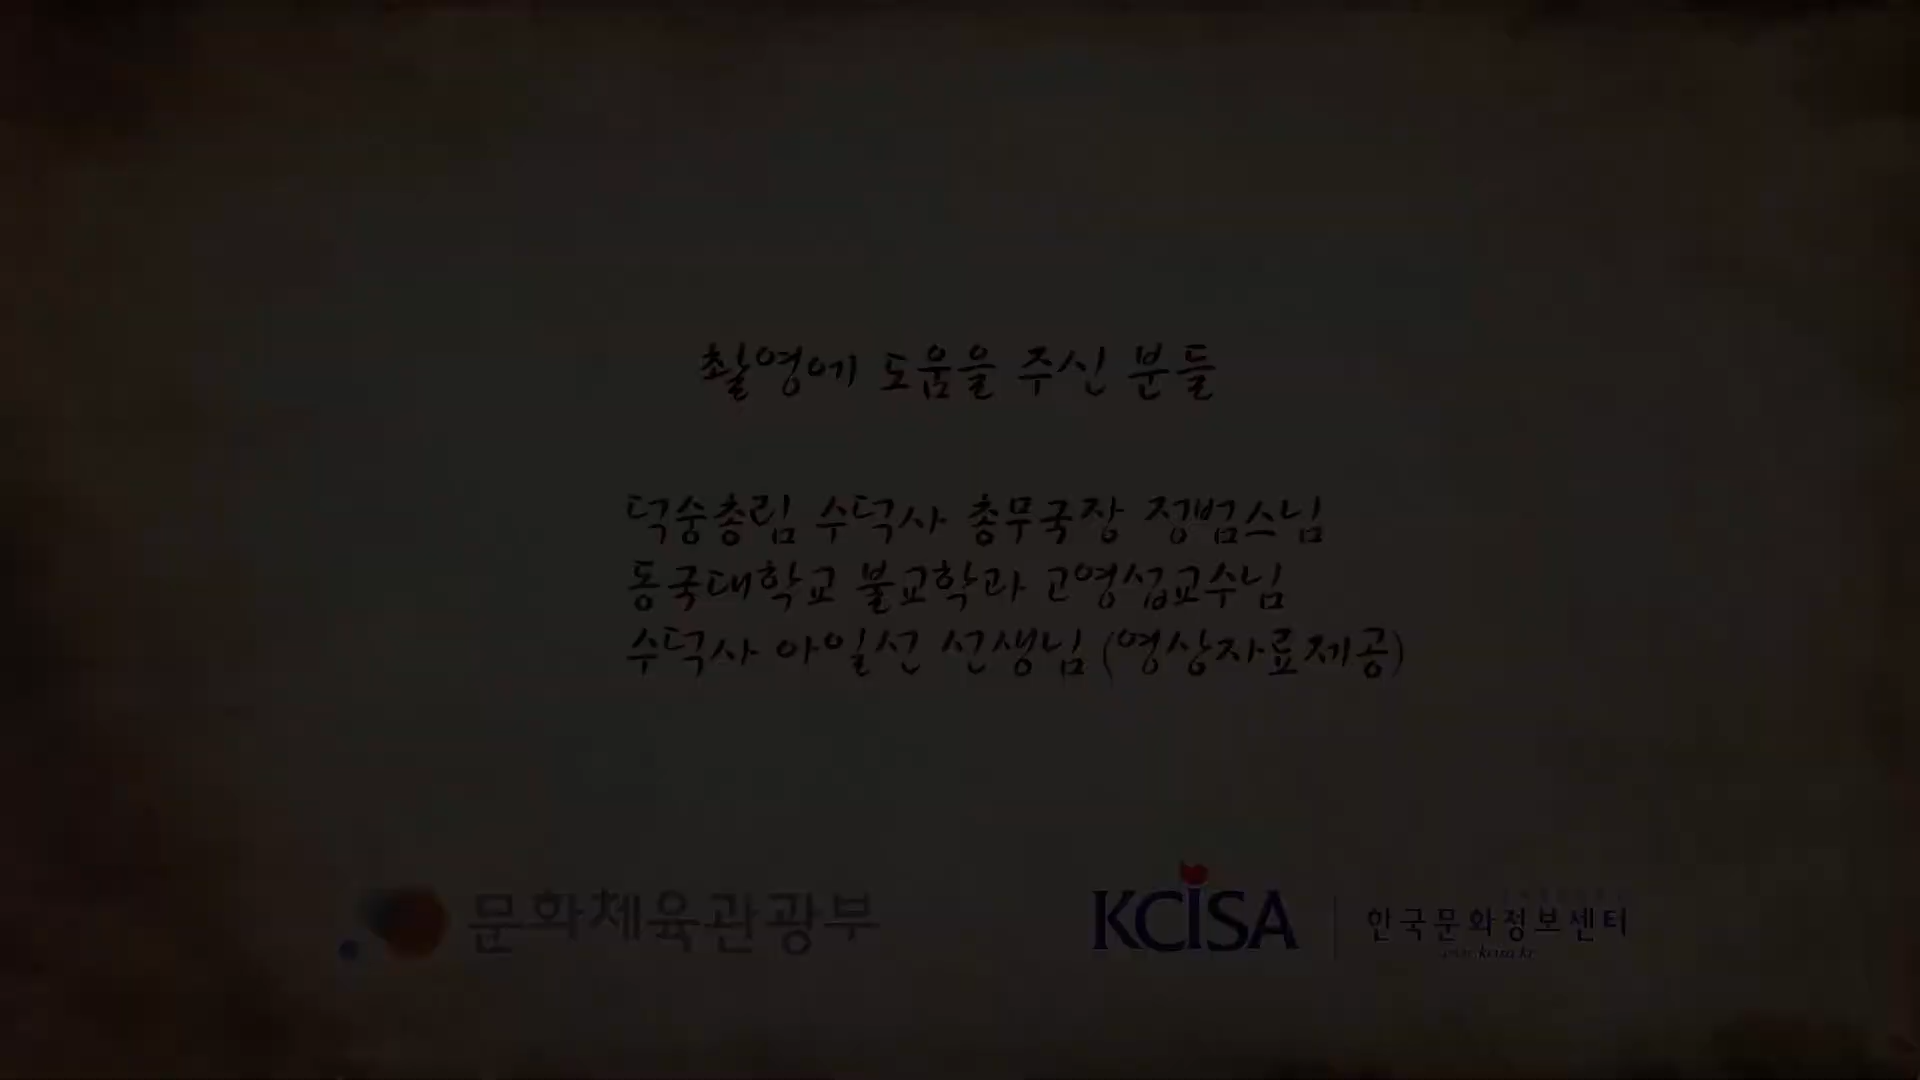 촬영에 도움을 주신 분들
덕숭총림 수덕사 총무국장 정범스님
동국대학교 불교학과 고영섭교수님
수덕사 아일선 선생님 (영상자료제공)
문화체육관광부
KCISA
한국문화정보센터